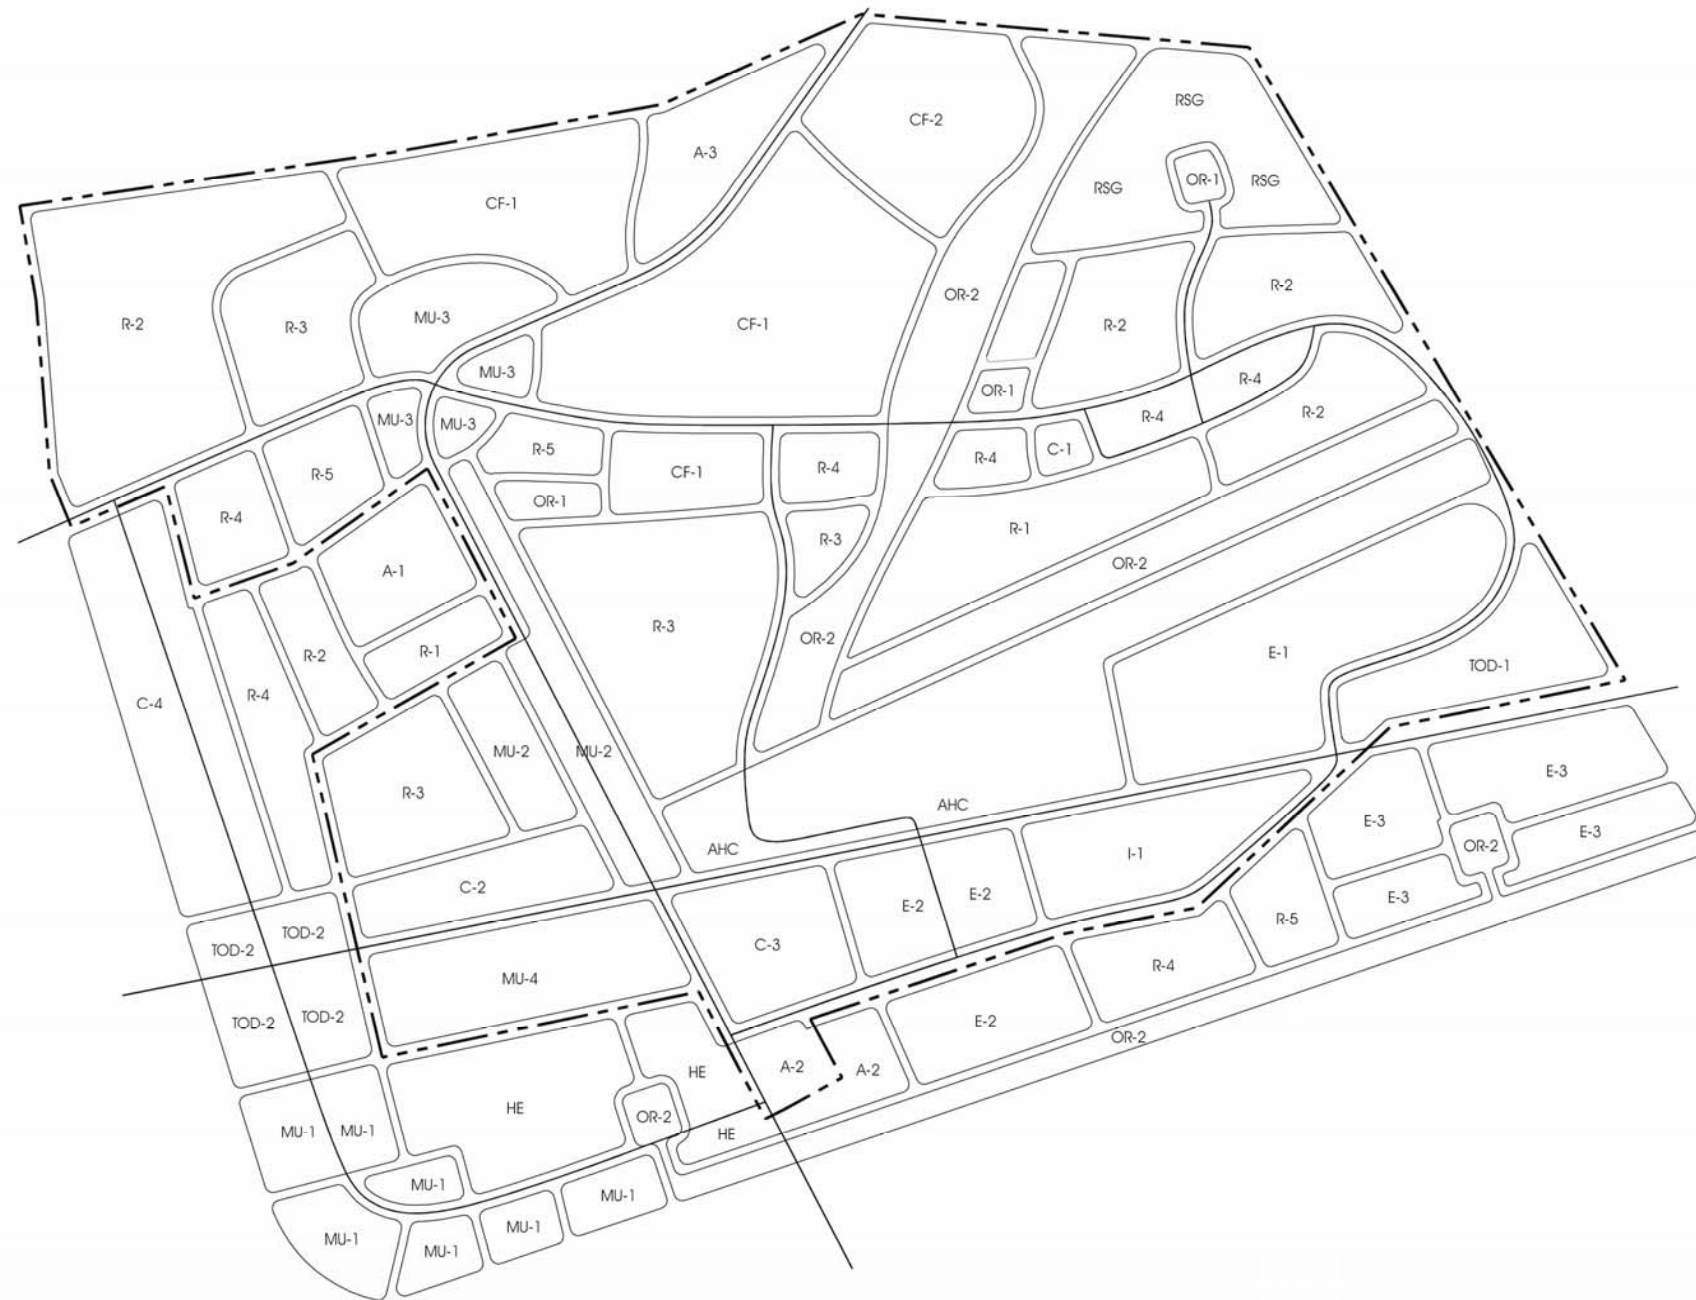 RSG
CF-2
A-3
OR-1
RSG
RSG
CF-1
R-2
OR-2
MU-3
CF-1
R-2
R-3
R-2
MU-3
R-4
OR-1
R-2
R-4
MU-3
MU-3
R-5
C-1
R-4
R-4
CF-1
R-5
OR-1
R-4
R-1
R-3
OR-2
A-1
R-3
OR-2
R-1
E-1
R-2
TOD-1
R-4
C-4
MU-2
MU-2
E-3
R-3
AHC
E-3
E-3
OR-2
AHC
I-1
C-2
E-2
E-3
E-2
R-5
TOD-2
C-3
TOD-2
R-4
MU-4
TOD-2
E-2
TOD-2
OR-2
A-2
A-2
HE
HE
OR-2
MU-1
MU-1
HE
MU-1
MU-1
MU-1
MU-1
MU-1